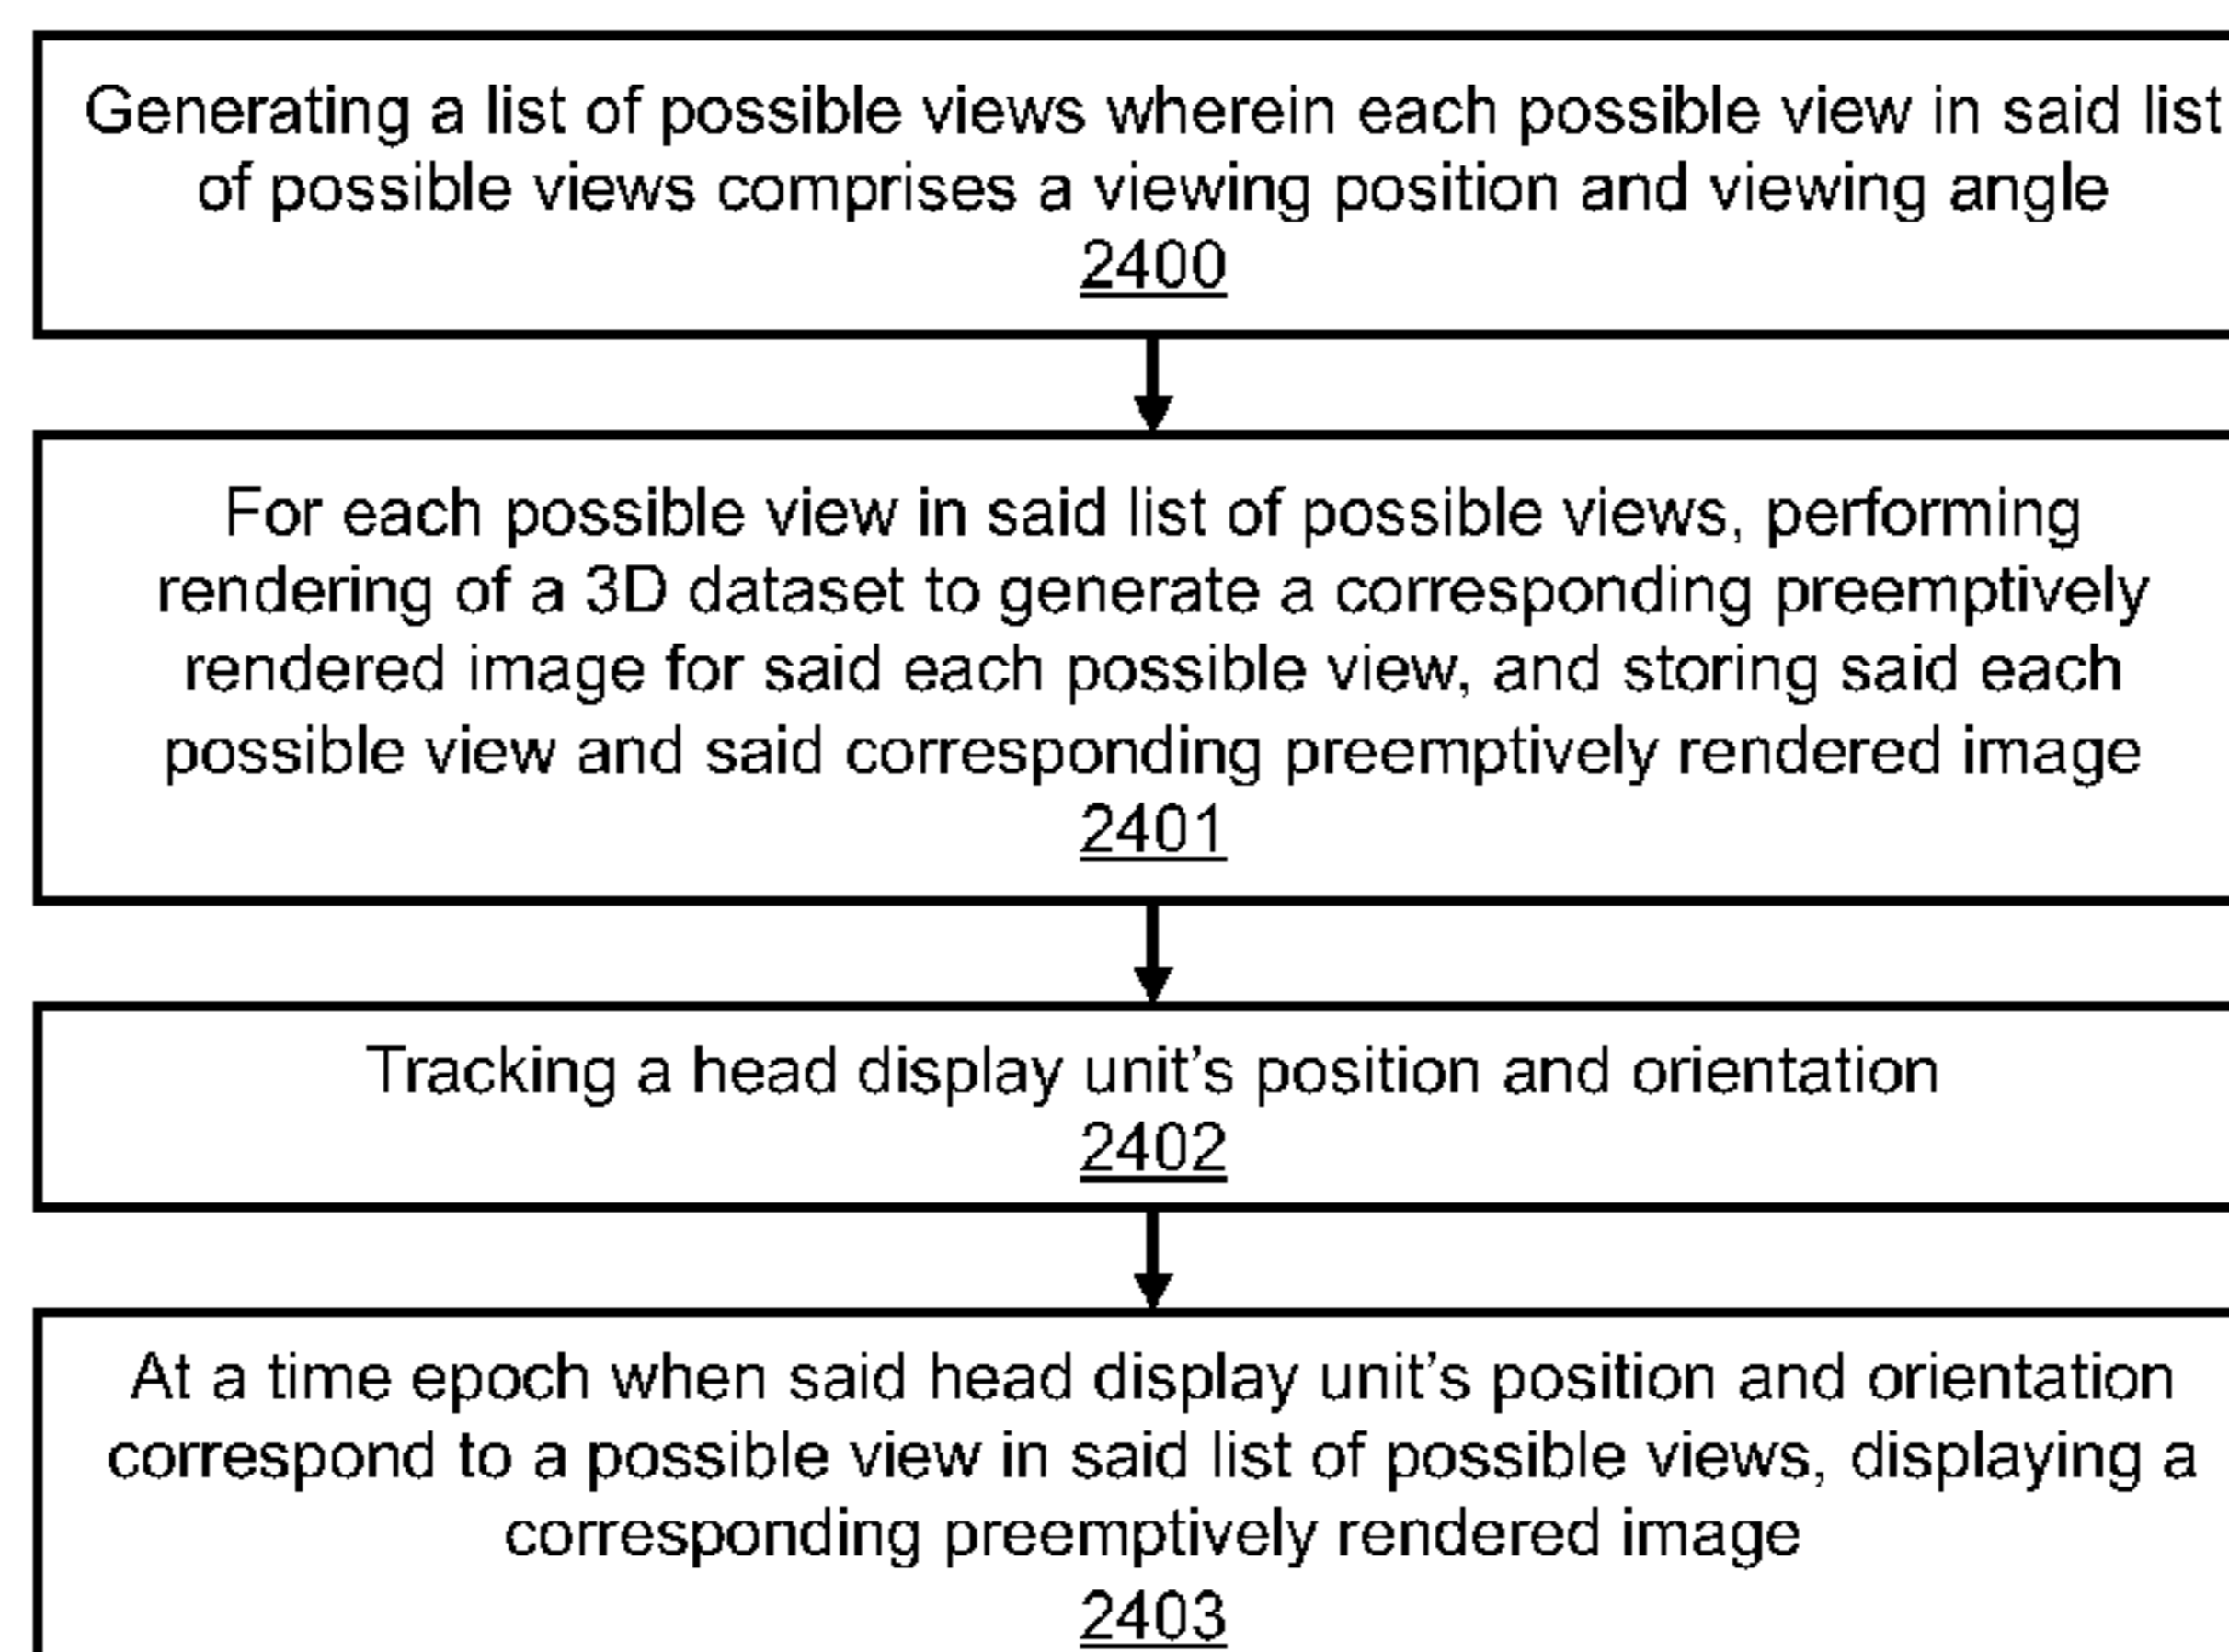 Generating a list of possible views wherein each possible view in said list
of possible views comprises a viewing position and viewing angle
2400
For each possible view in said list of possible views, performing
rendering of a 3D dataset to generate a corresponding preemptively
rendered image for said each possible view, and storing said each
possible view and said corresponding preemptively rendered image
2401
Tracking a head display unit’s position and orientation
2402
At a time epoch when said head display unit’s position and orientation
correspond to a possible view in said list of possible views, displaying a
corresponding preemptively rendered image
2403